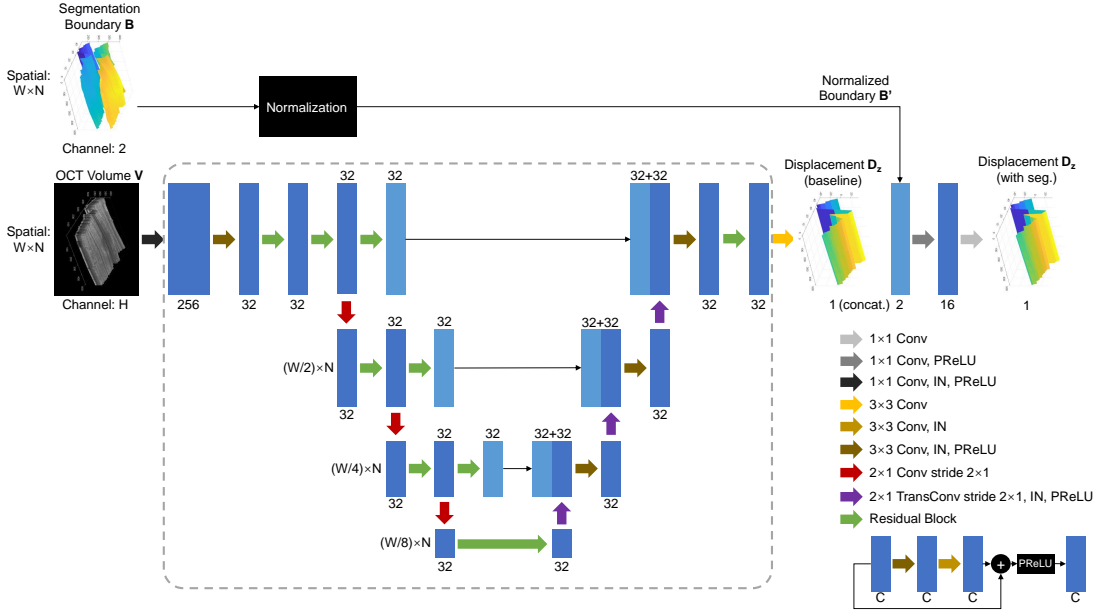 Segmentation
Boundary B
Spatial:
W×N
Channel: 2
Normalization
Normalized
Boundary B’
OCT Volume V
Spatial:
W×N
Channel: H
256
32
32
32
32
32+32
32
32
Displacement Dz
(baseline)
1 (concat.)
2
16
Displacement Dz
(with seg.)
1
(W/2)×N
32
32
32
32+32
32
(W/4)×N
32
32
32
32+32
32
(W/8)×N
32
32
1×1 Conv
1×1 Conv, PReLU
1×1 Conv, IN, PReLU
3×3 Conv
3×3 Conv, IN
3×3 Conv, IN, PReLU
2×1 Conv stride 2×1
2×1 TransConv stride 2×1, IN, PReLU
Residual Block
C
C
C
+
PReLU
C